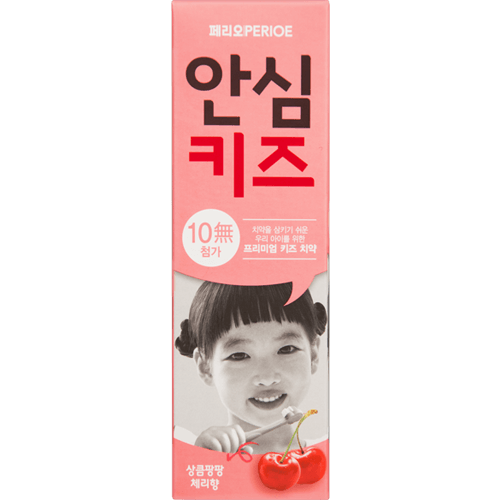 페리오PERIOE
안심
키즈
10無
첨가
치약을 삼키기 쉬운
우리 아이를 위한
프리미엄 키즈 치약
상큼팡팡
체리향